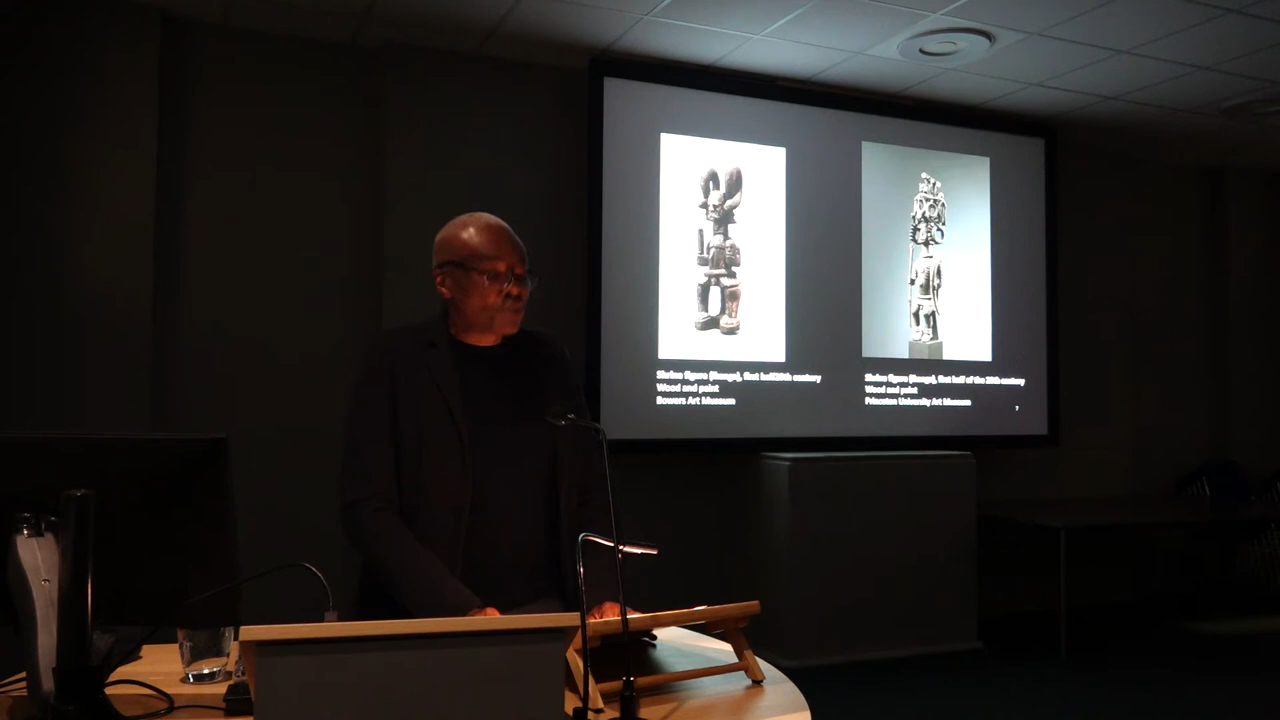 Shrine figure (Ikenga), first half 20th century
Wood and paint
Bowers Art Museum
Shrine figure (Ikenga), first half of the 20th century
Wood and paint
Princeton University Art Museum
7